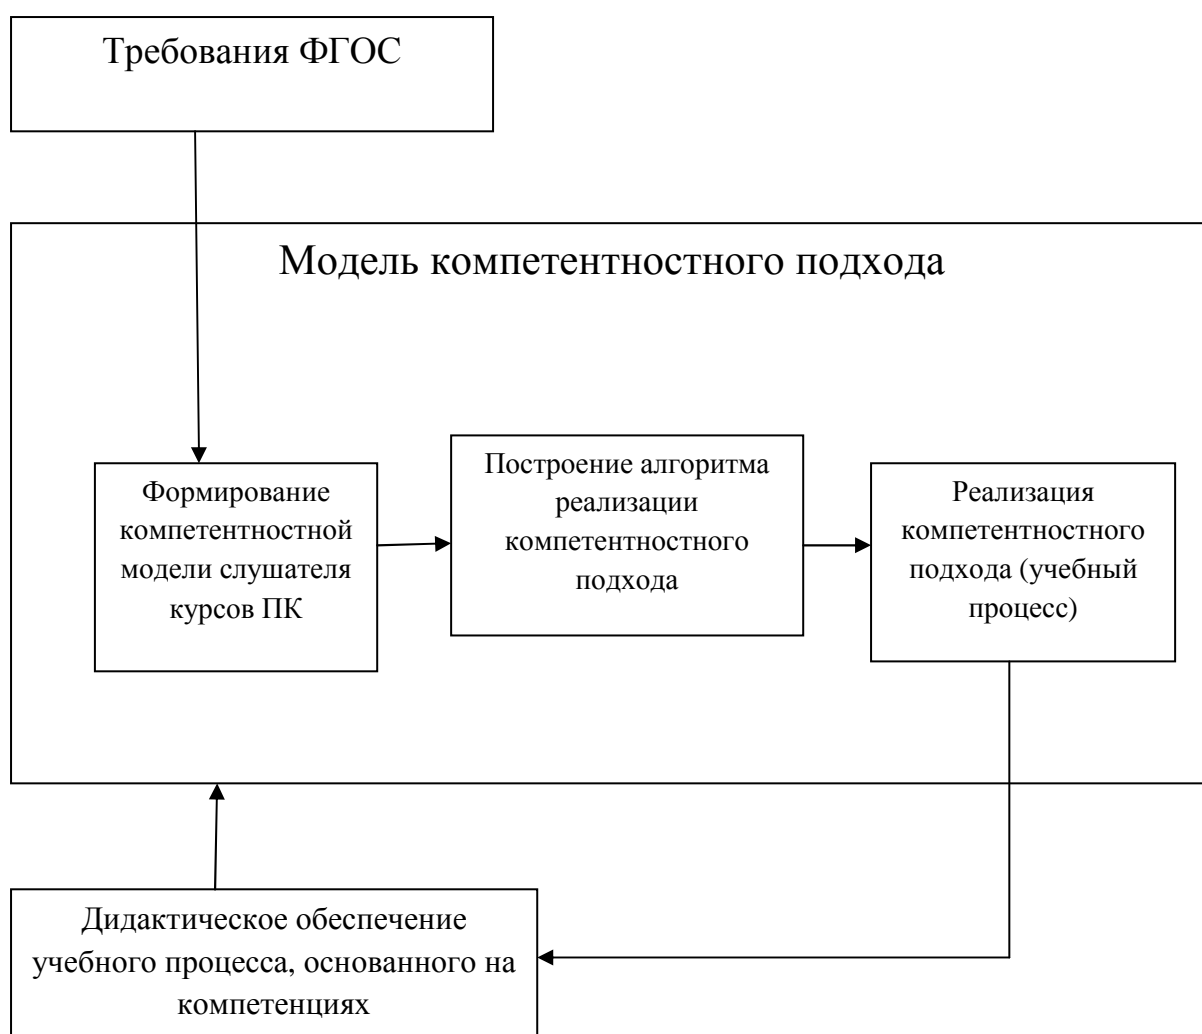 Требования ФГОС
Модель компетентностного подхода
Формирование
компетентностной
модели слушателя
курсов ПК
Построение алгоритма
реализации
компетентностного
подхода
Реализация
компетентностного
подхода (учебный
процесс)
Дидактическое обеспечение
учебного процесса, основанного на
компетенциях